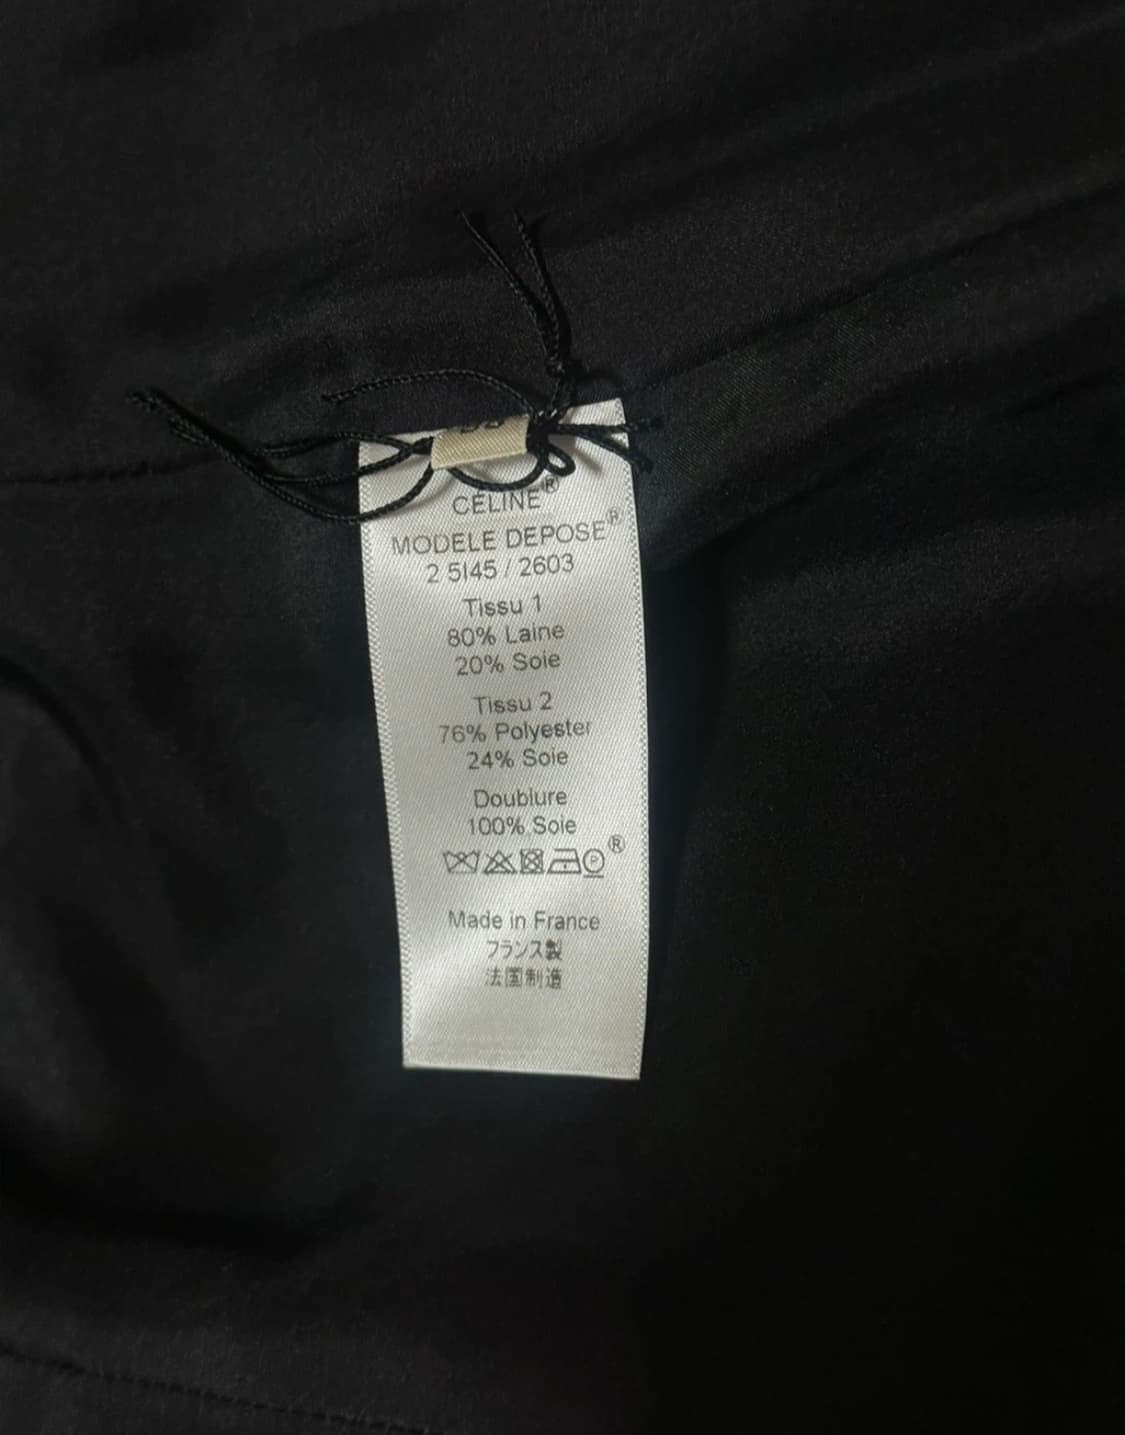 CELINE®
MODELE DEPOSE®
2 5145 / 2603
Tissu 1
80% Laine
20% Soie
Tissu 2
76% Polyester
24% Soie
Doublure
100% Soie
P ®
Made in France
フランス製
法国制造